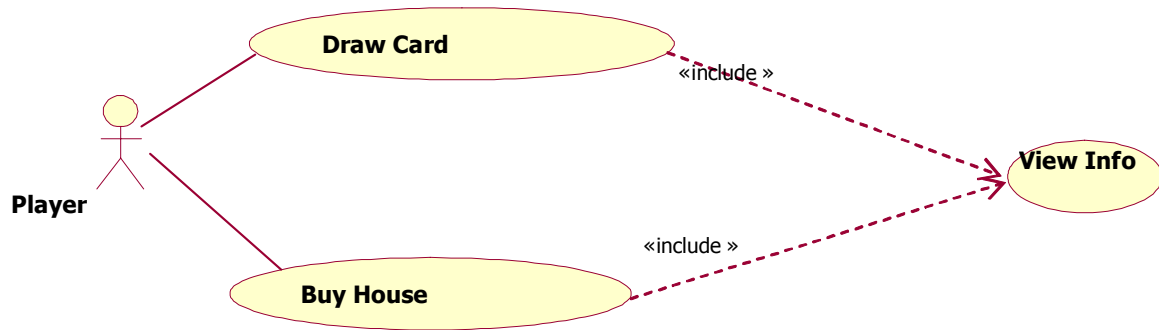 Draw Card
«include »
View Info
Player
«include »
Buy House